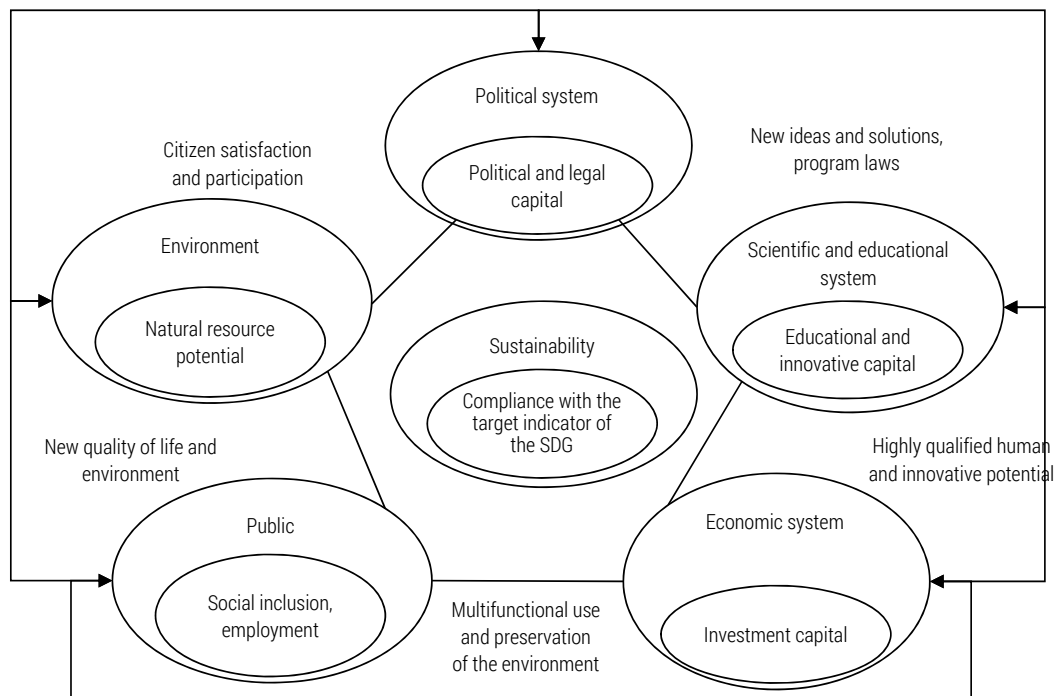 Political system
Political and legal
capital
Citizen satisfaction
and participation
New ideas and solutions,
program laws
Environment
Natural resource
potential
Scientific and educational
system
Educational and
innovative capital
Sustainability
Compliance with the
target indicator of
the SDG
New quality of life and
environment
Highly qualified human
and innovative potential
Public
Social inclusion,
employment
Economic system
Investment capital
Multifunctional use
and preservation
of the environment